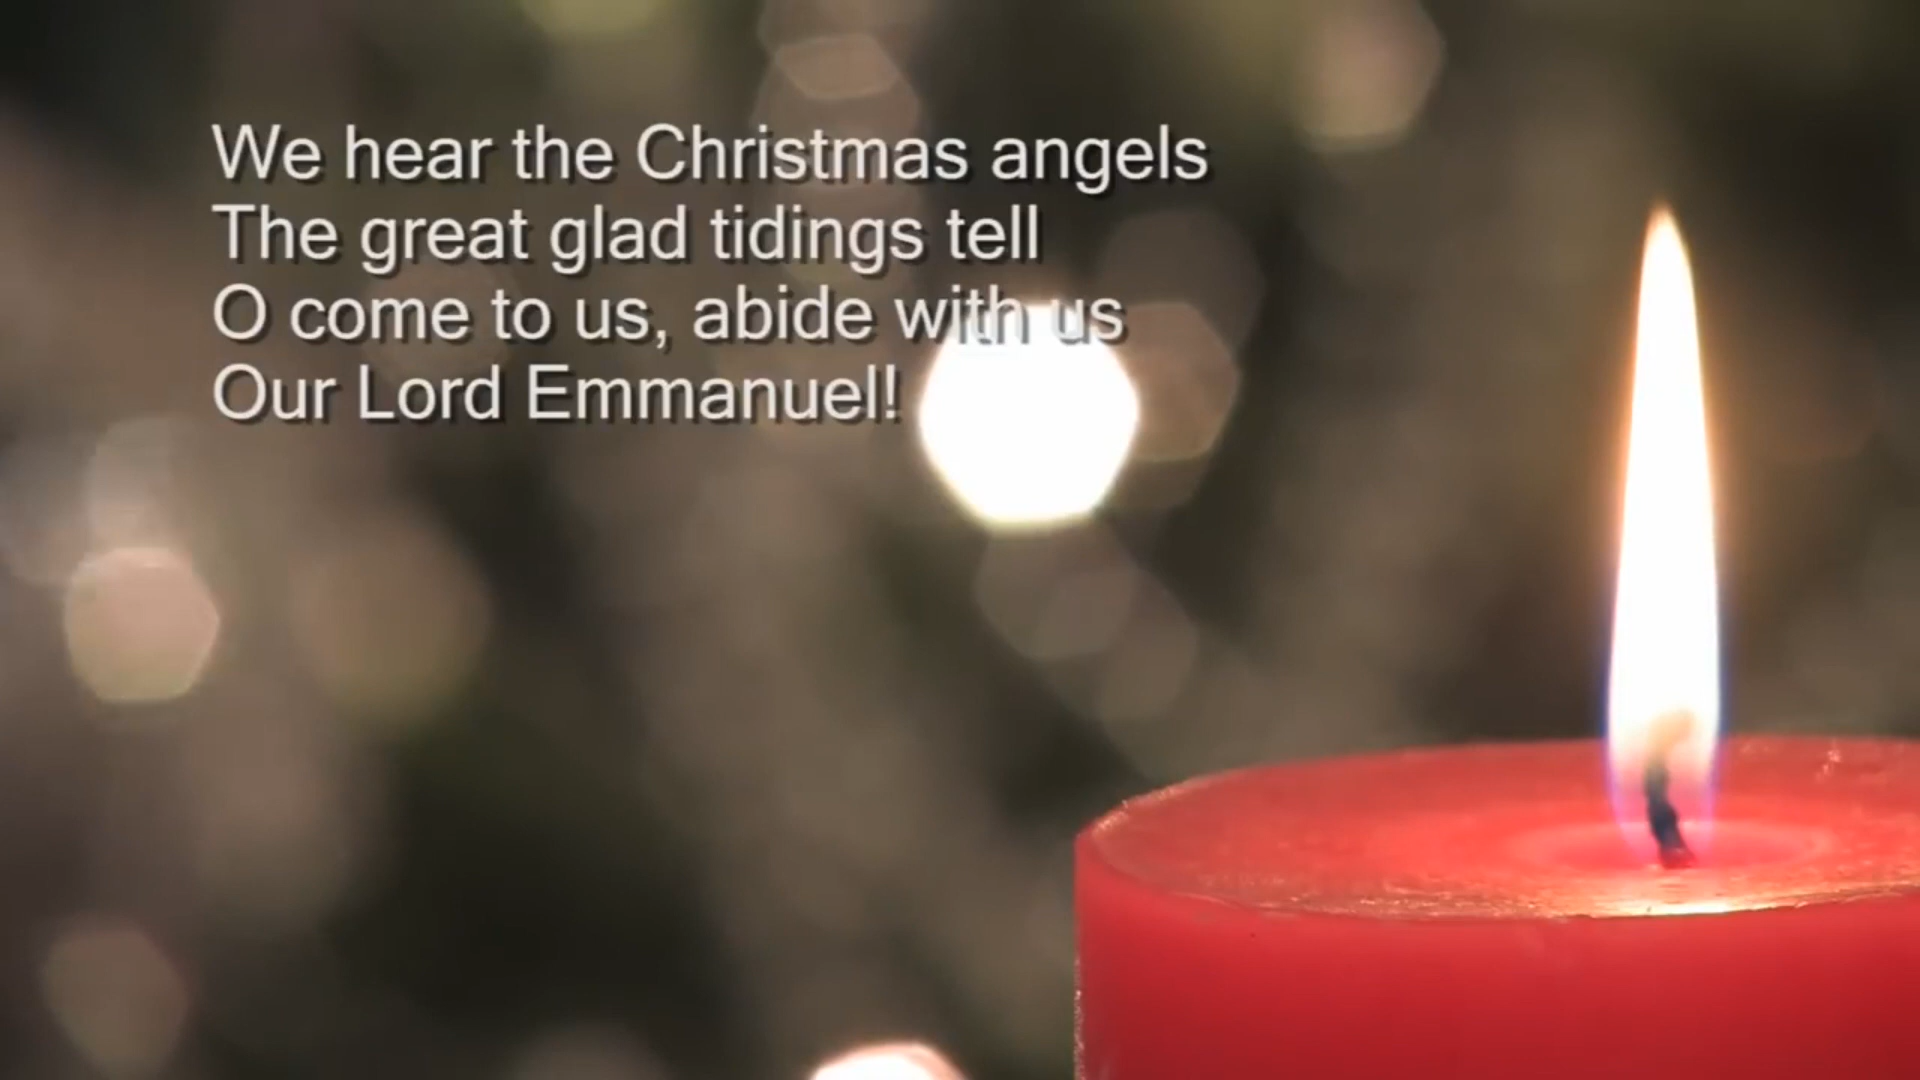 We hear the Christmas angels
The great glad tidings tell
O come to us, abide with us
Our Lord Emmanuel!